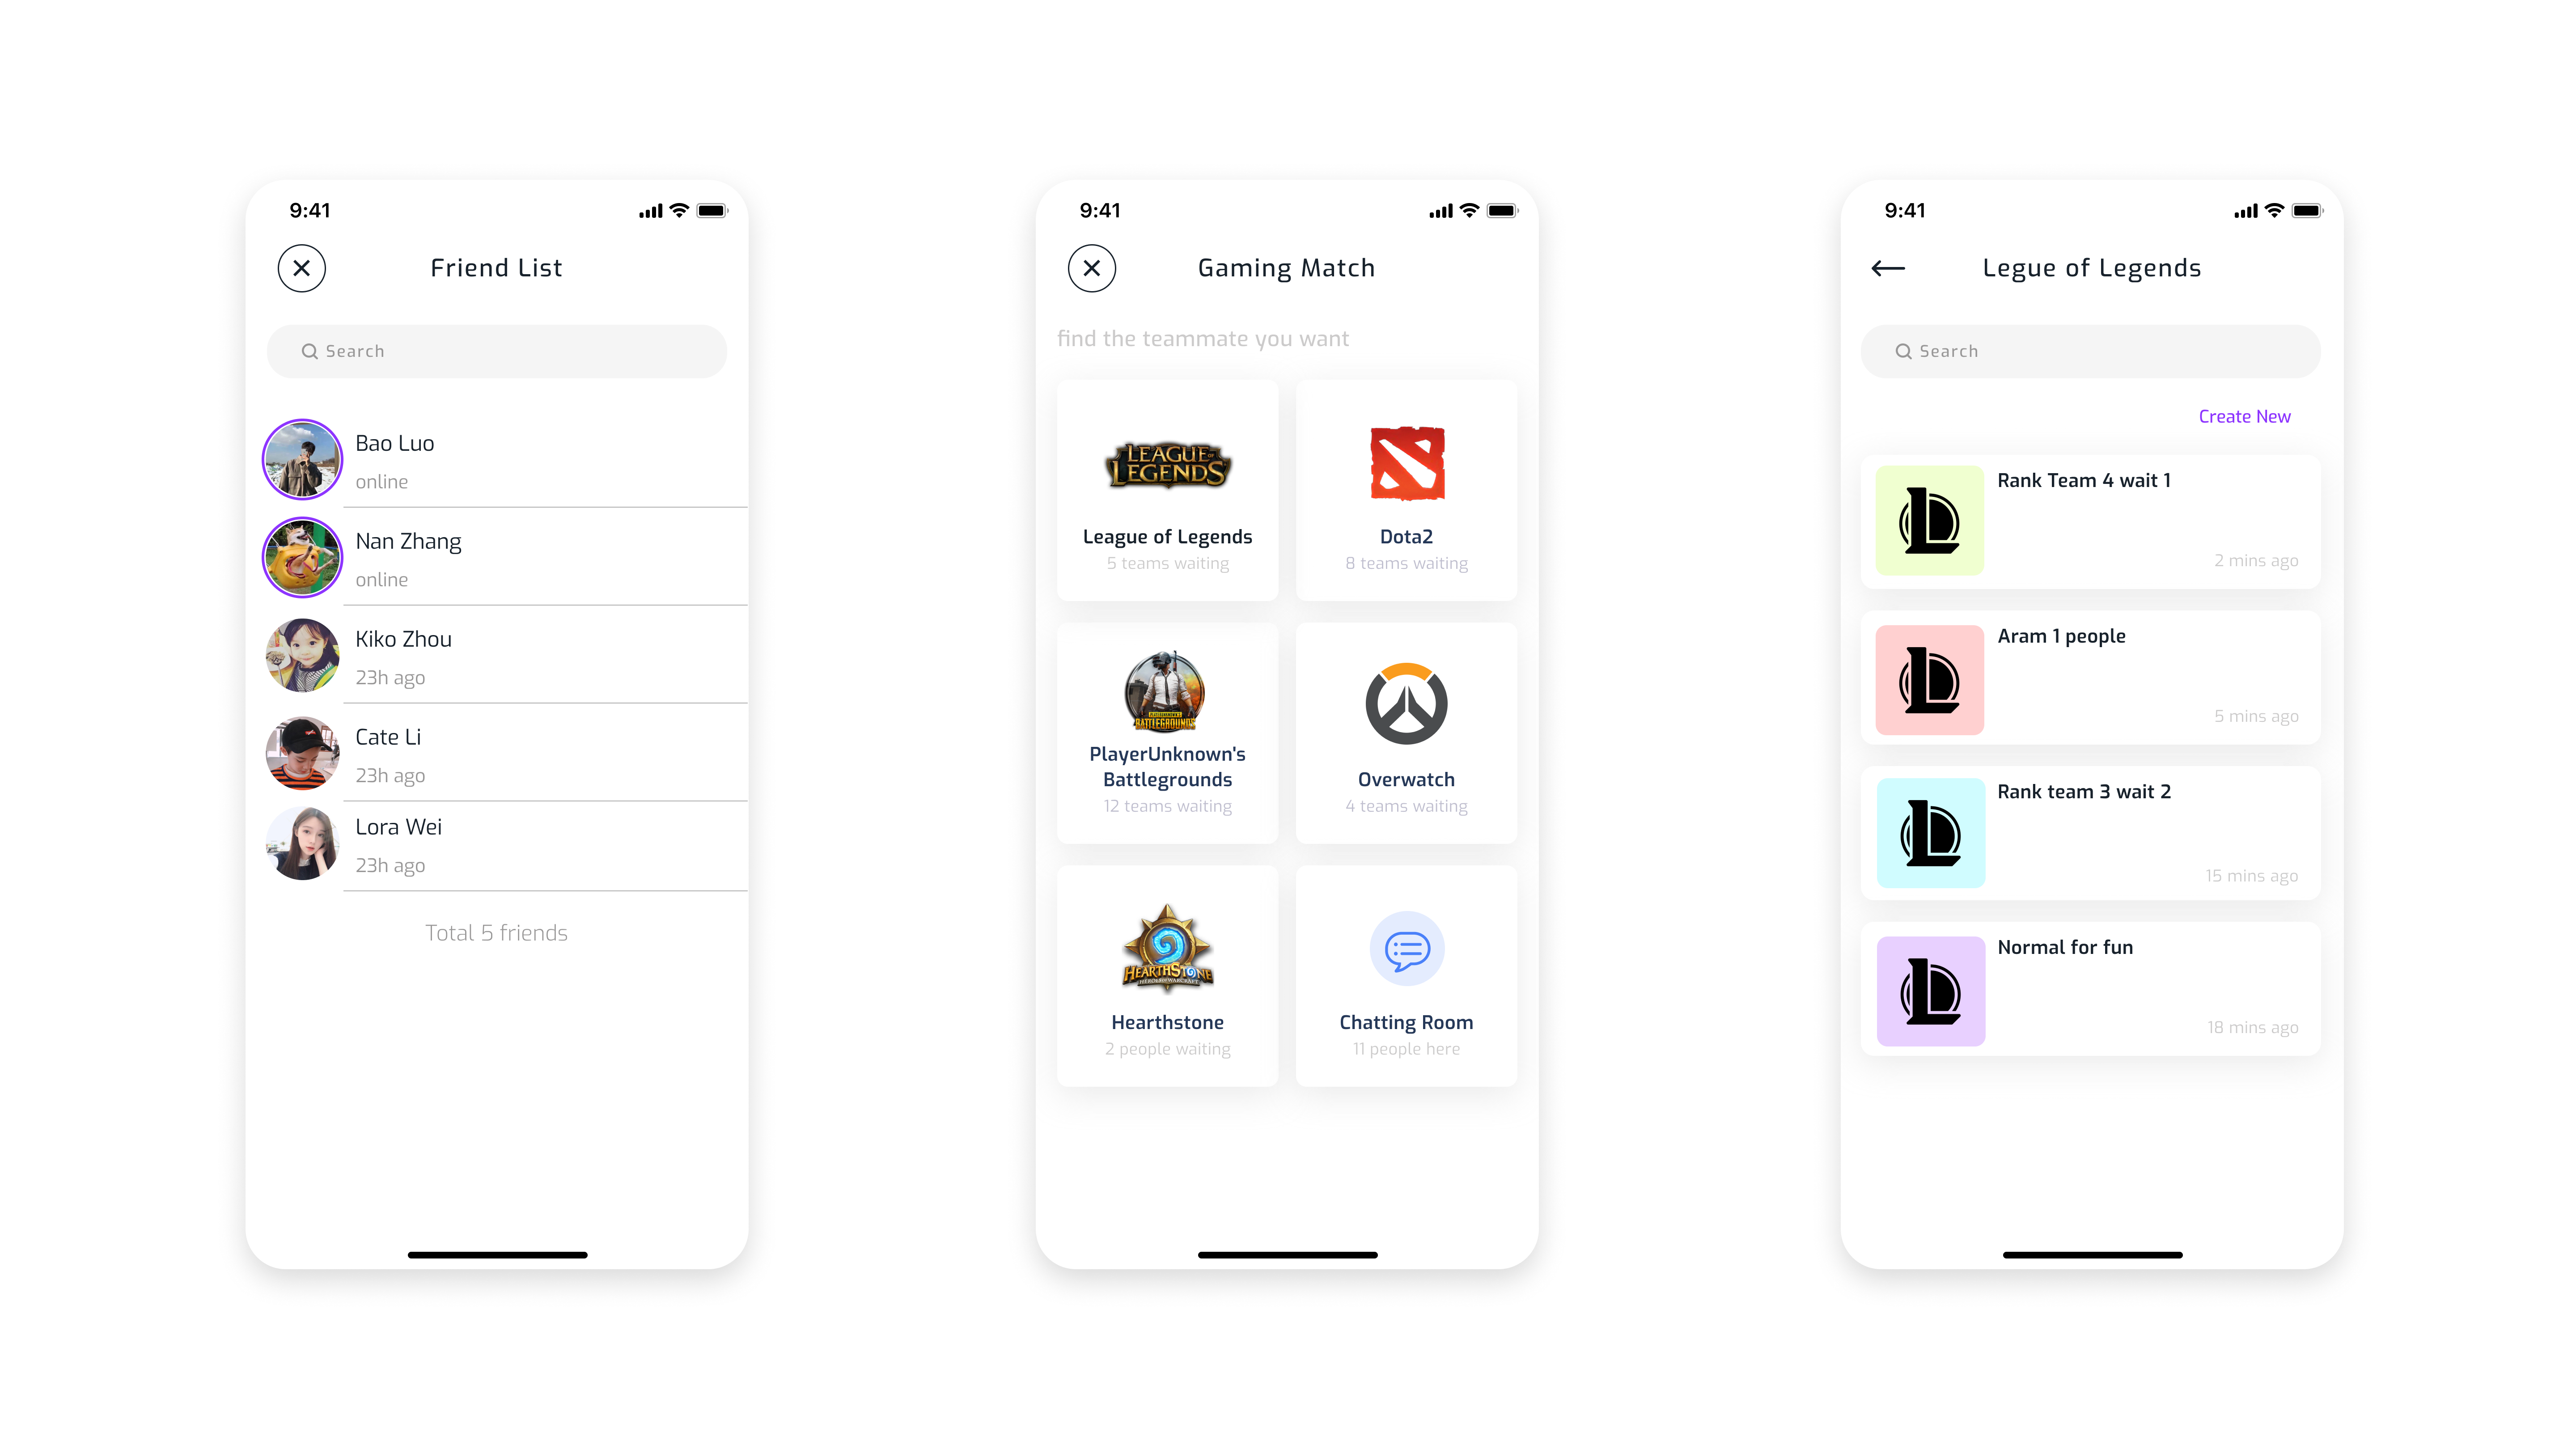 9:41
Friend List
Search
Bao Luo
online
Nan Zhang
online
Kiko Zhou
23h ago
Cate Li
23h ago
Lora Wei
23h ago
Total 5 friends
9:41
Gaming Match
find the teammate you want
LEAGUE OF
LEGENDS
League of Legends
5 teams waiting
Dota2
8 teams waiting
PLAYERUNKNOWN'S
BATTLEGROUNDS
PlayerUnknown's
Battlegrounds
12 teams waiting
Overwatch
4 teams waiting
HEARTHSTONE
HEROES OF WARCRAFT
Hearthstone
2 people waiting
Chatting Room
11 people here
9:41
Legue of Legends
Search
Create New
Rank Team 4 wait 1
2 mins ago
Aram 1 people
5 mins ago
Rank team 3 wait 2
15 mins ago
Normal for fun
18 mins ago